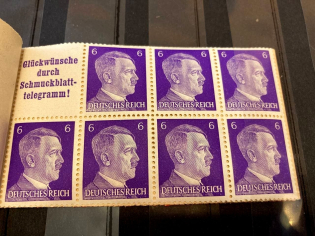 Glückwünsche
durch
Schmuckblatt-
telegramm!
6 6 6 6 6 6
DEUTSCHES REICH DEUTSCHES REICH DEUTSCHES REICH
6 6 6 6 6 6 6 6
DEUTSCHES REICH DEUTSCHES REICH DEUTSCHES REICH DEUTSCHES REICH